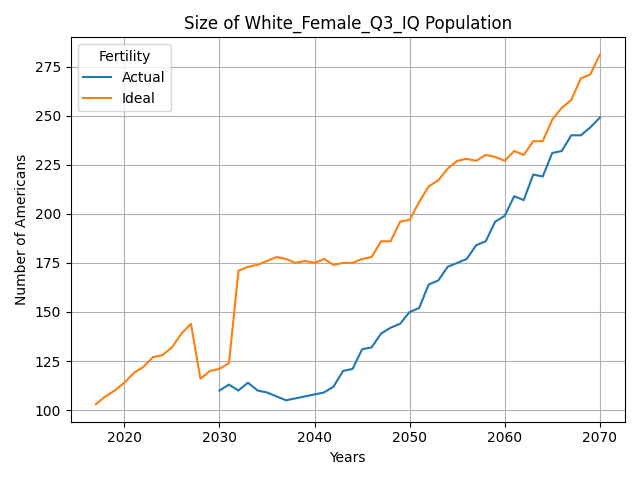 Size of White_Female_Q3_IQ Population
Fertility
Actual
Ideal
Number of Americans
275
250
225
200
175
150
125
100
2020 2030 2040 2050 2060 2070
Years